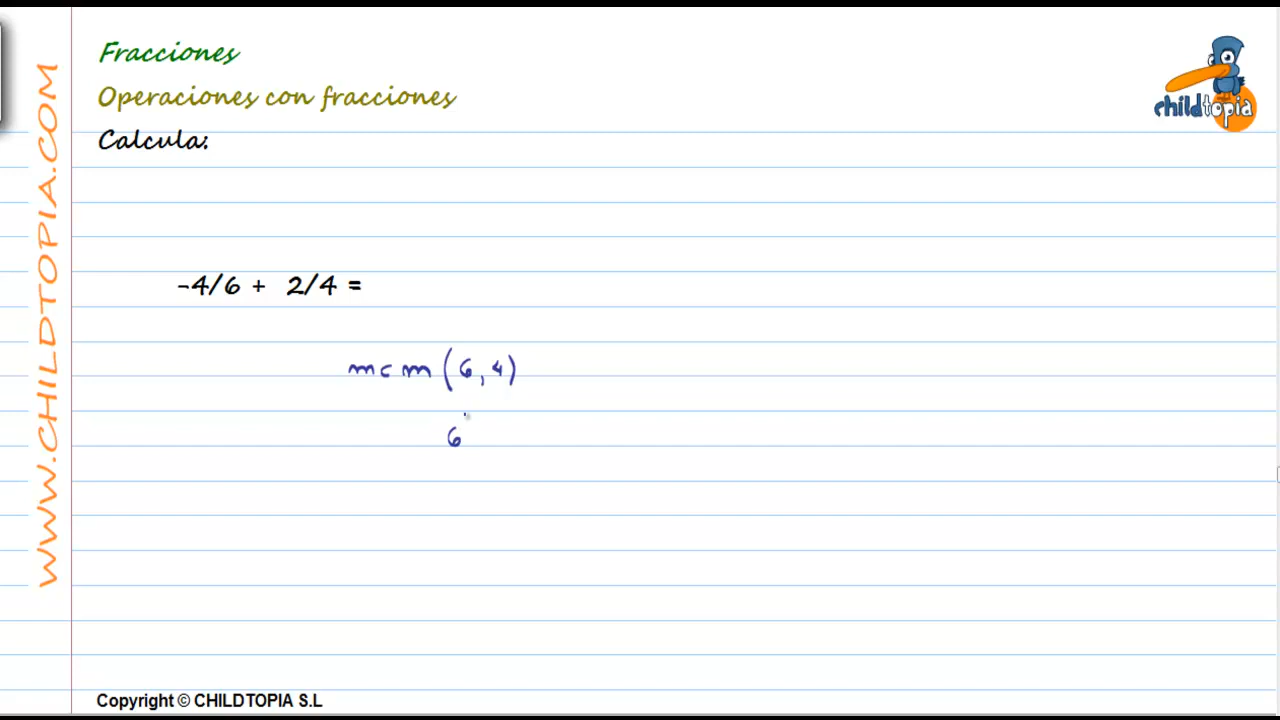 Fracciones
Operaciones con fracciones
Calcula:
childtopia
WWW.CHILDTOPIA.COM
-4/6 + 2/4 =
mcm (6,4)
6
Copyright © CHILDTOPIA S.L